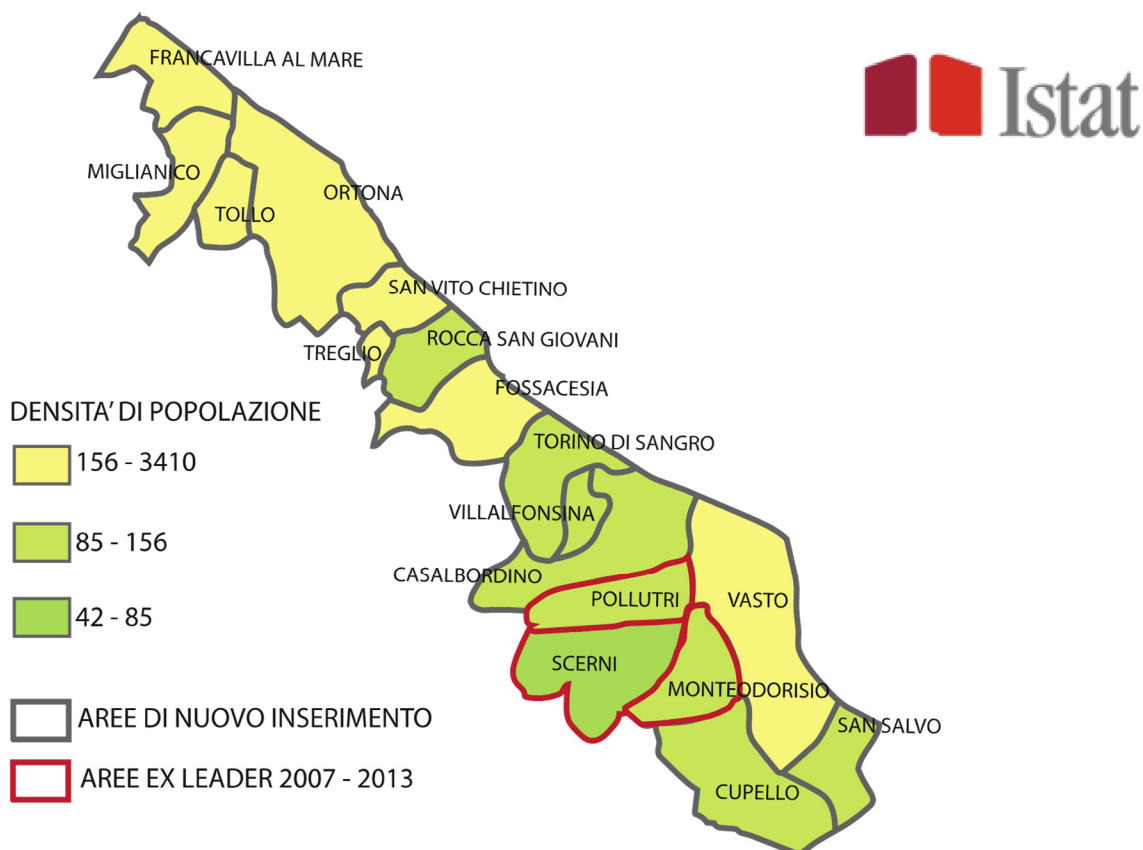 FRANCAVILLA AL MARE
Istat
MIGLIANICO
ORTONA
TOLLO
SAN VITO CHIETINO
ROCCA SAN GIOVANI
TREGLIO
FOSSACESIA
DENSITA' DI POPOLAZIONE
TORINO DI SANGRO
156 - 3410
VILLALFONSINA
85 - 156
CASALBORDINO
POLLUTRI
VASTO
42 - 85
SCERNI
MONTEODORISIO
AREE DI NUOVO INSERIMENTO
SAN SALVO
AREE EX LEADER 2007 - 2013
CUPELLO